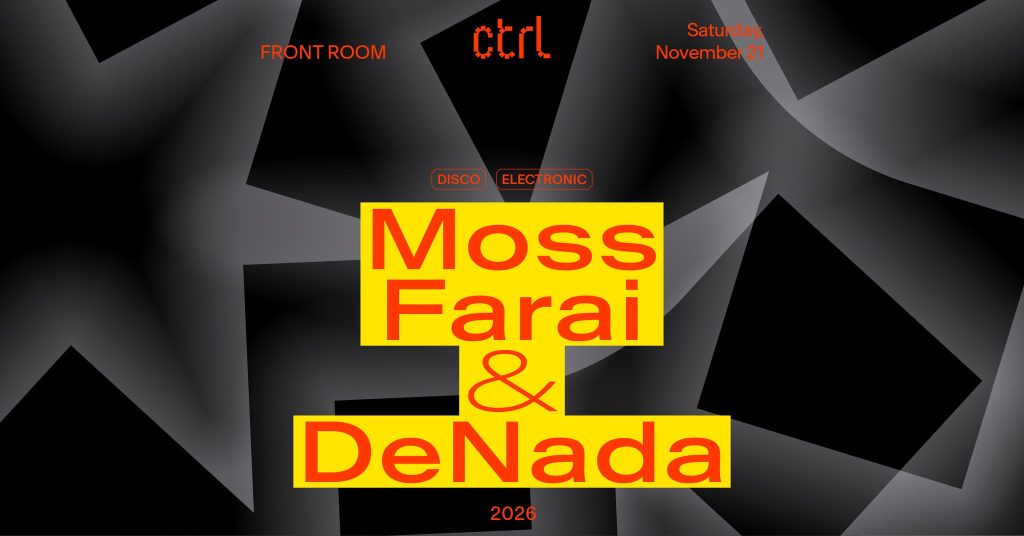 FRONT ROOM
ctrl
Saturday,
November 21
DISCO
ELECTRONIC
Moss
Farai
&
DeNada
2026